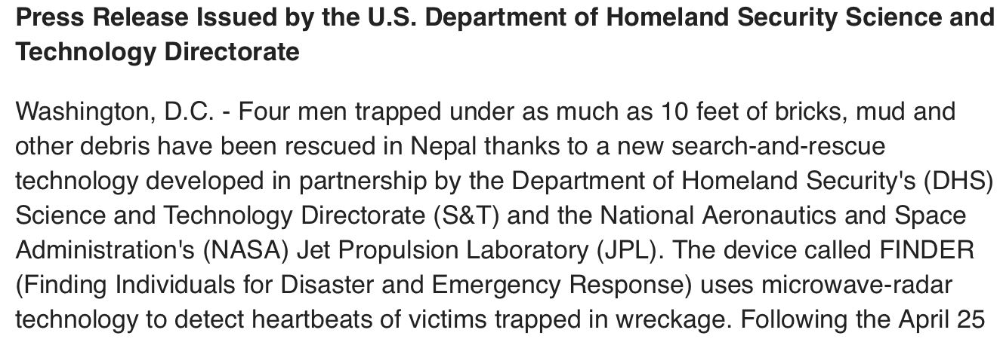 Press Release Issued by the U.S. Department of Homeland Security Science and
Technology Directorate
Washington, D.C. - Four men trapped under as much as 10 feet of bricks, mud and
other debris have been rescued in Nepal thanks to a new search-and-rescue
technology developed in partnership by the Department of Homeland Security's (DHS)
Science and Technology Directorate (S&T) and the National Aeronautics and Space
Administration's (NASA) Jet Propulsion Laboratory (JPL). The device called FINDER
(Finding Individuals for Disaster and Emergency Response) uses microwave-radar
technology to detect heartbeats of victims trapped in wreckage. Following the April 25